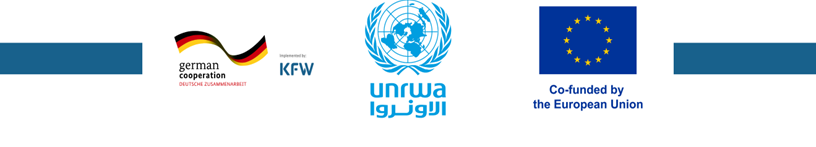 german
cooperation
DEUTSCHE ZUSAMMENARBEIT
Implemented by
KFW
unrwa
الاونروا
Co-funded by
the European Union